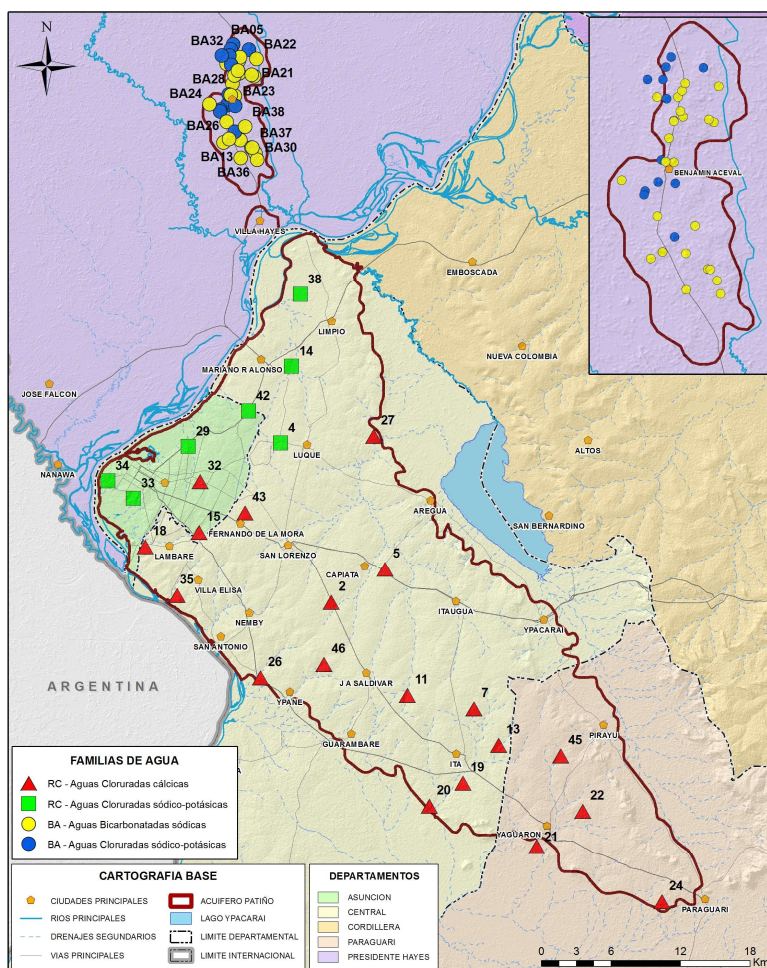 N
BA05
BA32
BA22
BA28
BA21
BA24
BA23
BA38
BA26
BA37
BA13
BA30
BA36
BENJAMIN ACEVAL
VILLA HAYES
EMBOSCADA
38
LIMPIO
NUEVA COLOMBIA
14
MARIANO R ALONSO
JOSE FALCON
42
4
27
29
LUQUE
ALTOS
NANAWA
34
33
32
43
AREGUA
SAN BERNARDINO
15
FERNANDO DE LA MORA
18
LAMBARE
SAN LORENZO
CAPIATA
5
35
VILLA ELISA
2
ITAUGUA
NEMBY
YPACARAI
SAN ANTONIO
46
ARGENTINA
26
J A SALDIVAR
11
YPANE
7
GUARAMBARE
13
PIRAYU
45
ITA
19
20
22
YAGUARON
21
24
PARAGUARI
FAMILIAS DE AGUA
RC - Aguas Cloruradas cálcicas
RC - Aguas Cloruradas sódico-potásicas
BA - Aguas Bicarbonatadas sódicas
BA - Aguas Cloruradas sódico-potásicas
CARTOGRAFIA BASE
CIUDADES PRINCIPALES
RIOS PRINCIPALES
DRENAJES SEGUNDARIOS
VIAS PRINCIPALES
ACUIFERO PATIÑO
LAGO YPACARAI
LIMITE DEPARTAMENTAL
LIMITE INTERNACIONAL
DEPARTAMENTOS
ASUNCION
CENTRAL
CORDILLERA
PARAGUARI
PRESIDENTE HAYES
0 3 6 12 18
Km